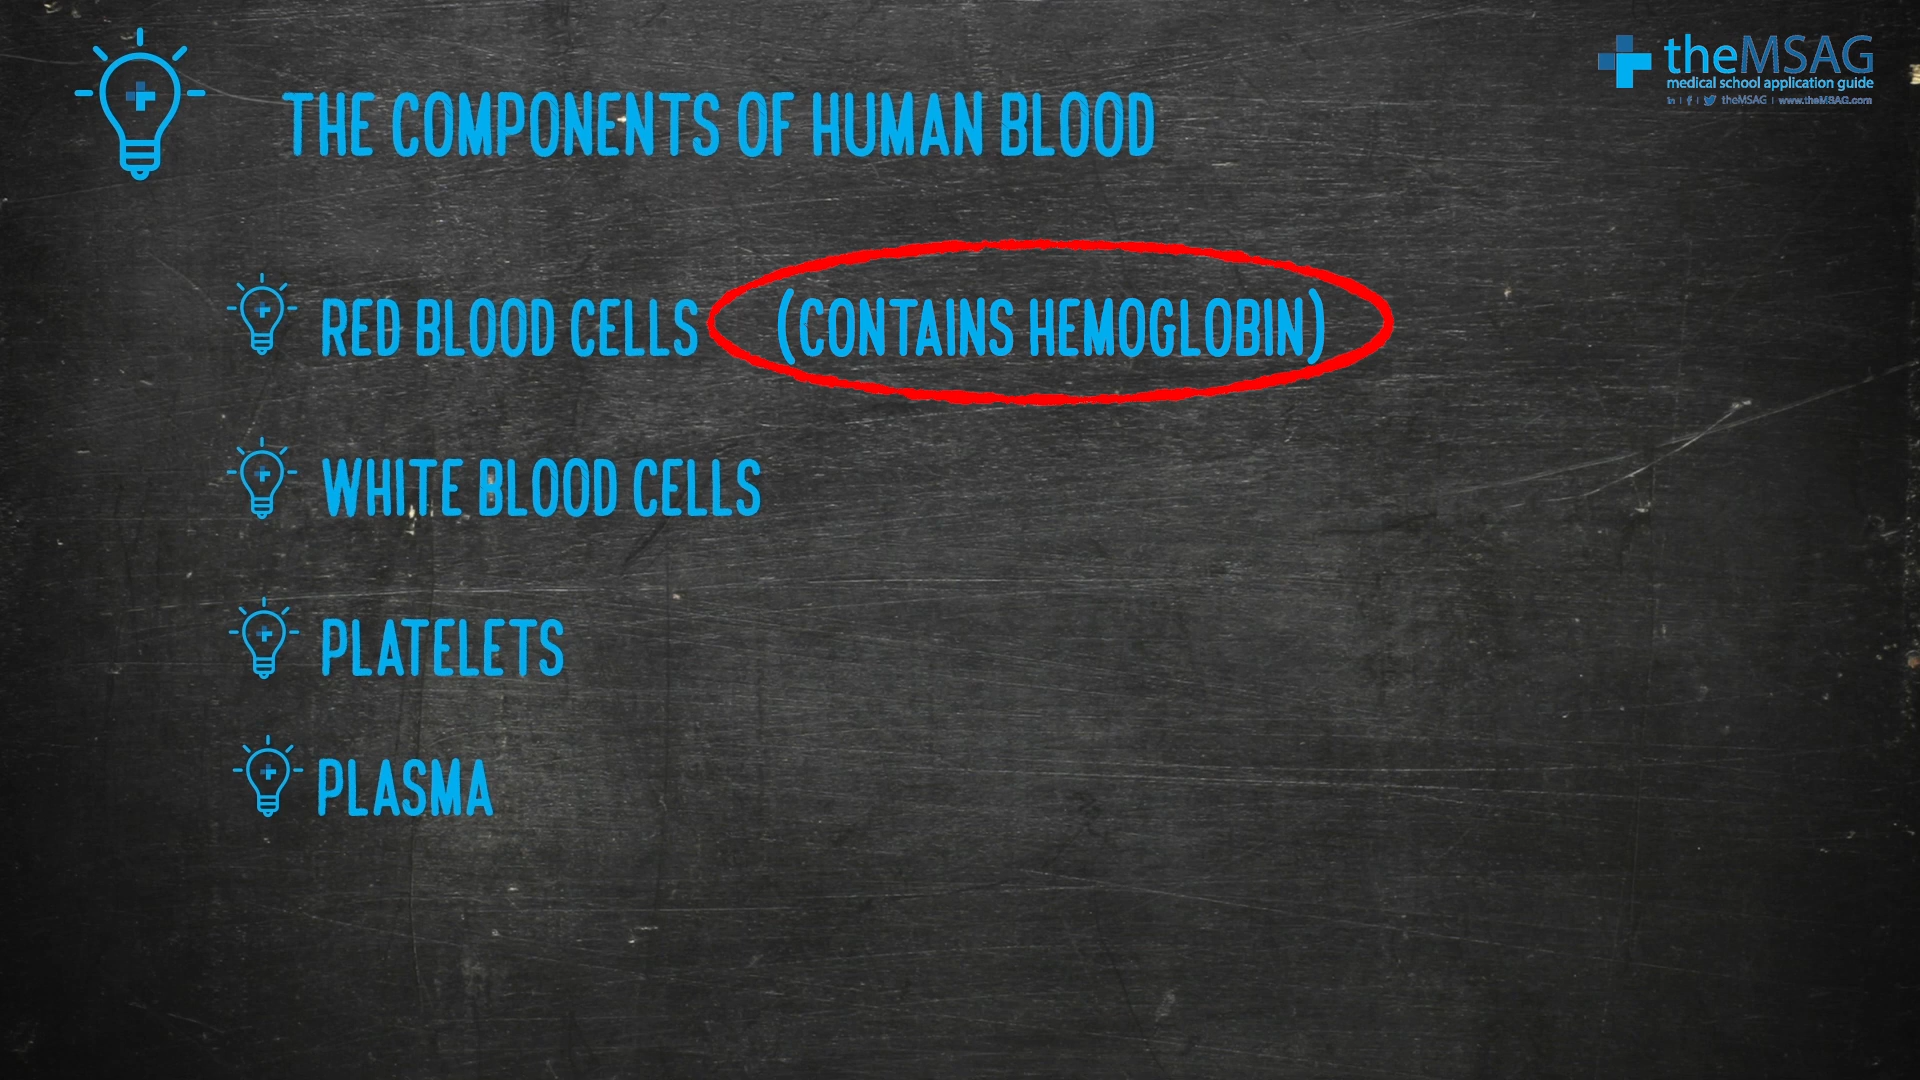 theMSAG
medical school application guide
in | f | theMSAG | www.theMSAG.com
THE COMPONENTS OF HUMAN BLOOD
RED BLOOD CELLS (CONTAINS HEMOGLOBIN)
WHITE BLOOD CELLS
PLATELETS
PLASMA